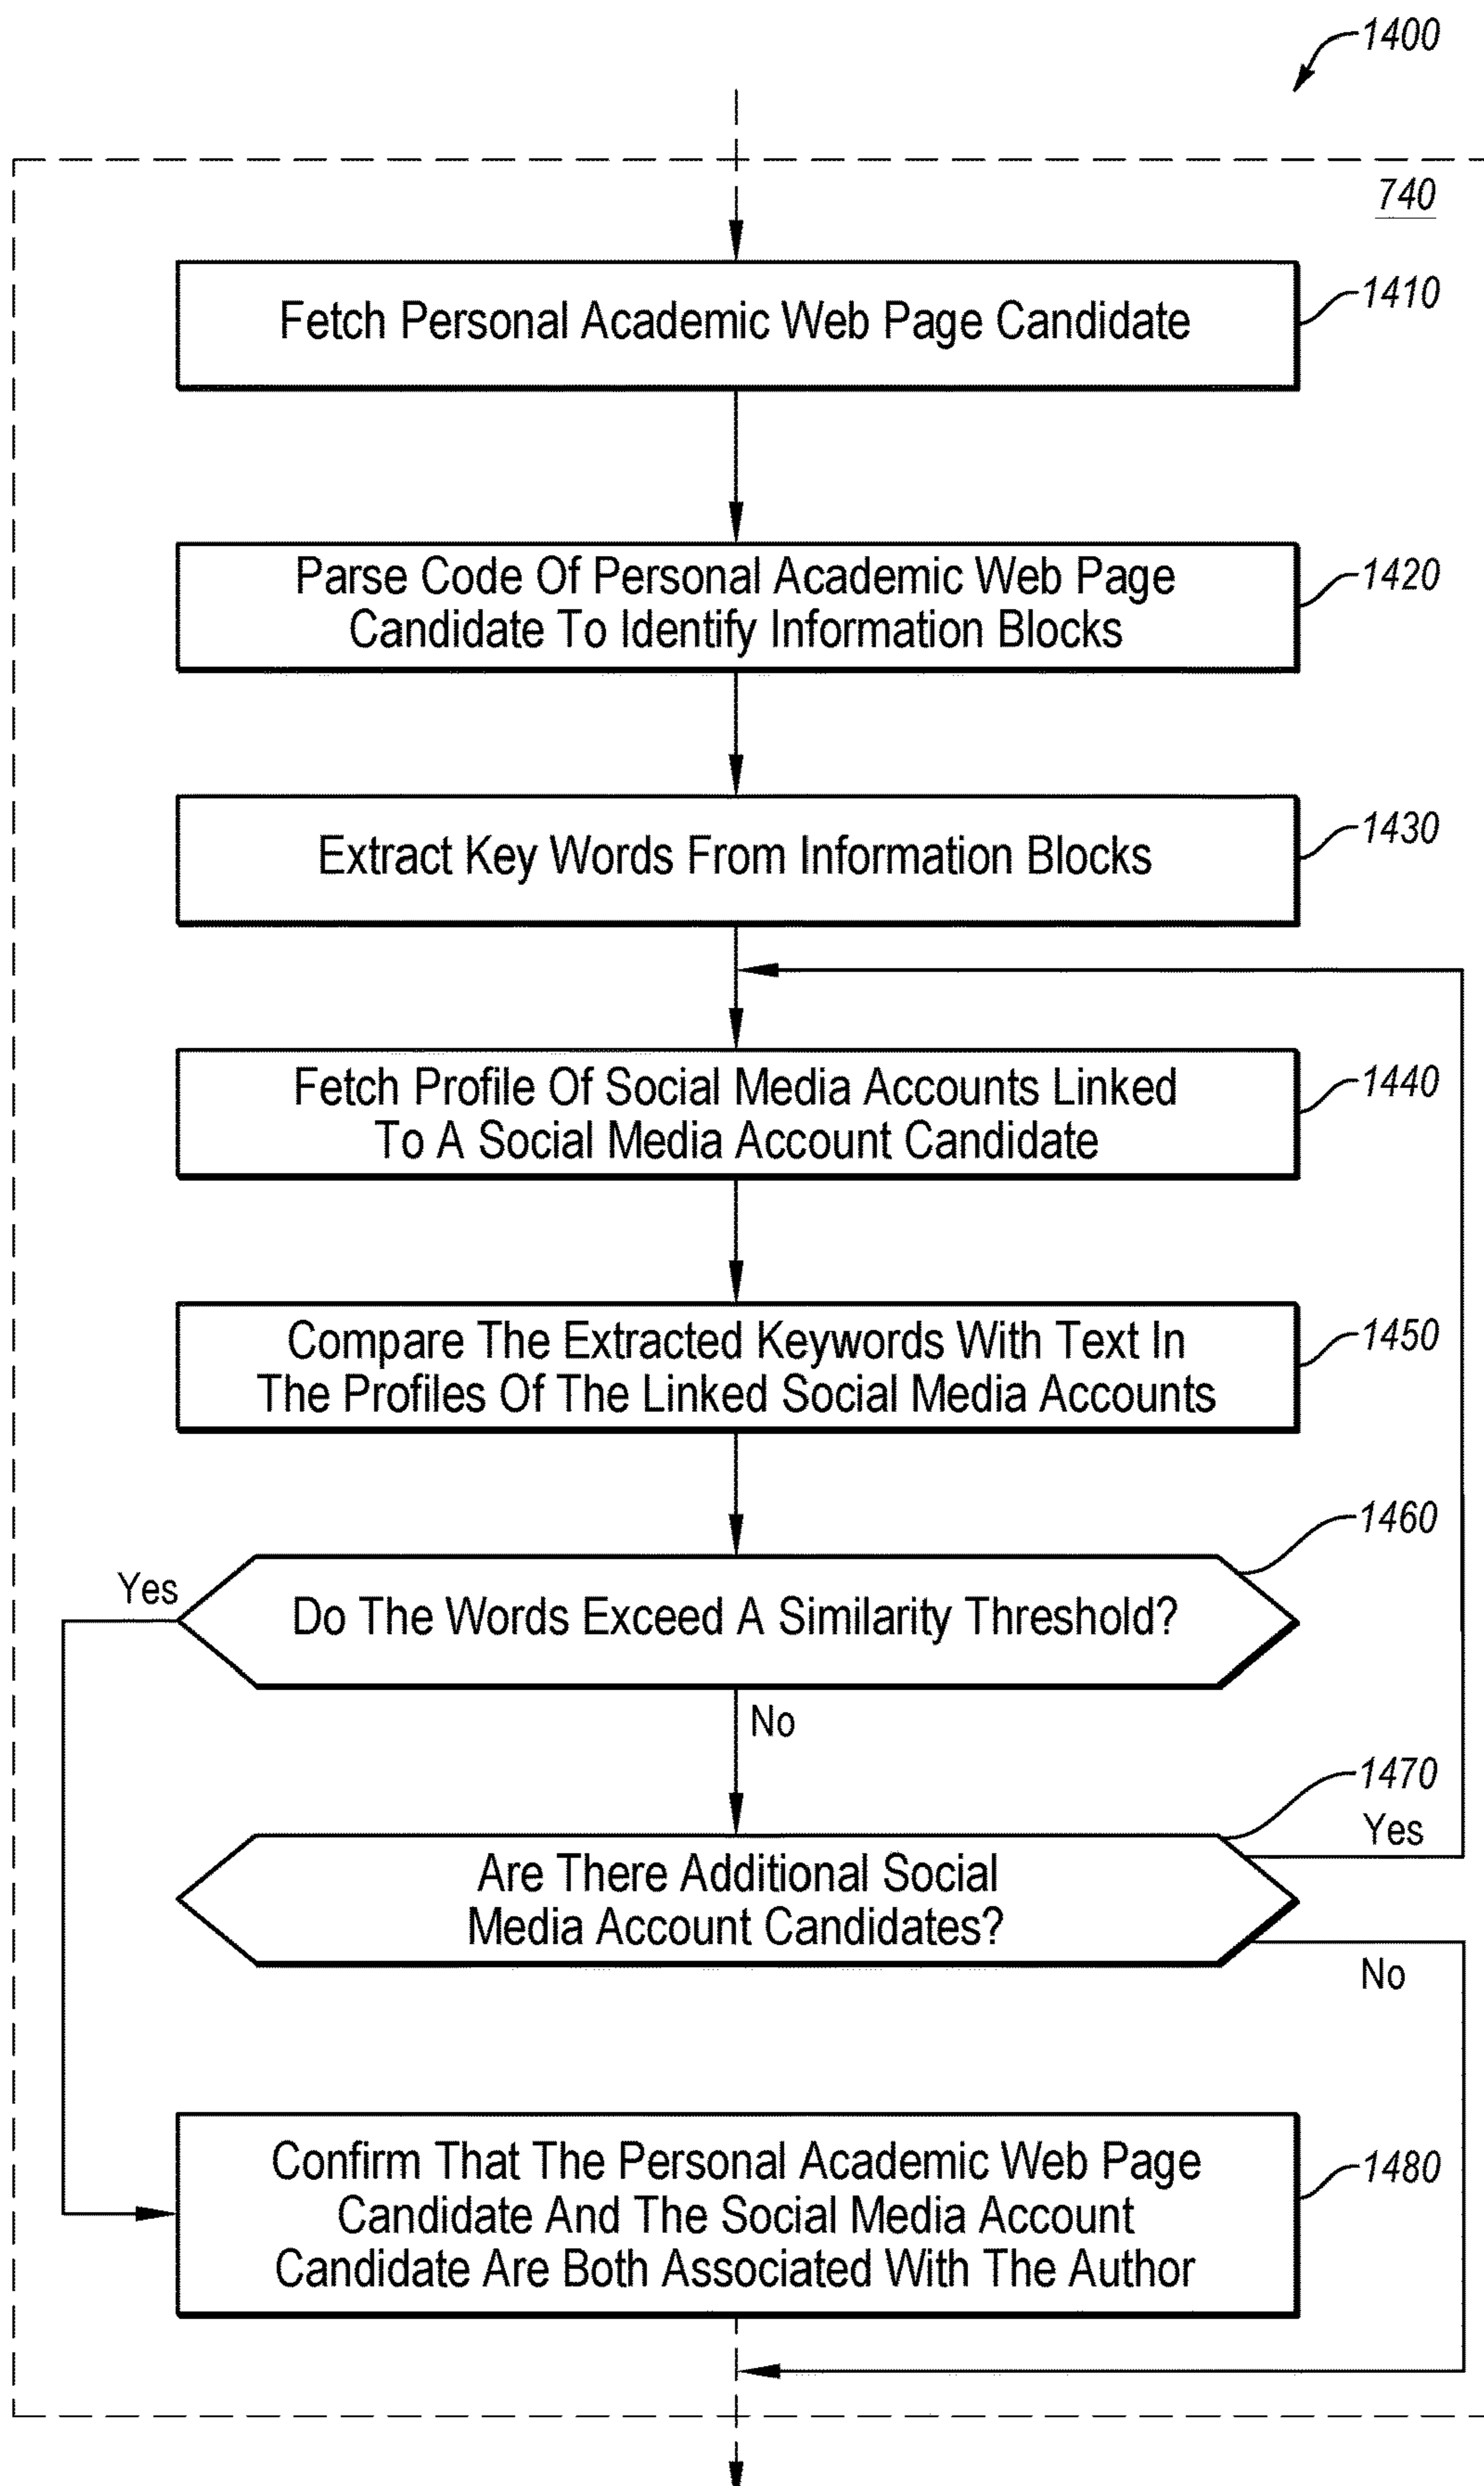 1400
740
Fetch Personal Academic Web Page Candidate
1410
Parse Code Of Personal Academic Web Page
Candidate To Identify Information Blocks
1420
Extract Key Words From Information Blocks
1430
Fetch Profile Of Social Media Accounts Linked
To A Social Media Account Candidate
1440
Compare The Extracted Keywords With Text In
The Profiles Of The Linked Social Media Accounts
1450
1460
Yes
Do The Words Exceed A Similarity Threshold?
No
1470
Yes
Are There Additional Social
Media Account Candidates?
No
Confirm That The Personal Academic Web Page
Candidate And The Social Media Account
Candidate Are Both Associated With The Author
1480